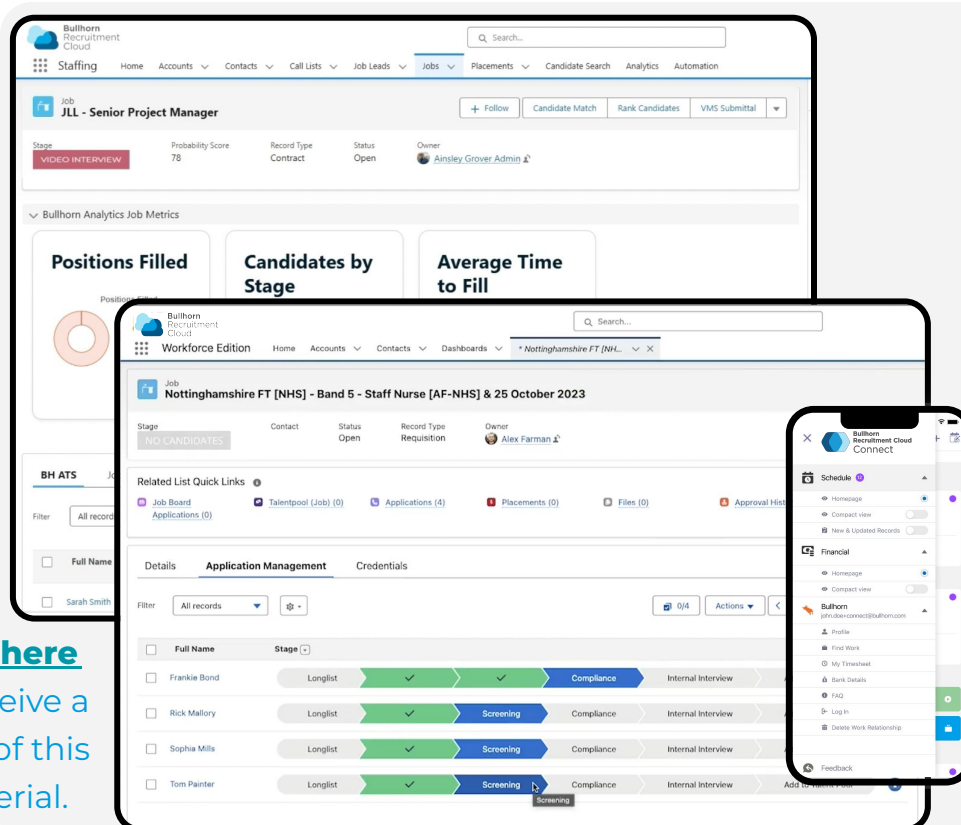 Bullhorn
Recruitment
Cloud
Search...
Staffing Home Accounts Contacts Call Lists Job Leads Jobs Placements Candidate Search Analytics Automation
Job
JLL - Senior Project Manager
+ Follow Candidate Match Rank Candidates VMS Submittal
Stage Probability Score Record Type Status Owner
VIDEO INTERVIEW 78 Contract Open Ainsley Grover Admin
Bullhorn Analytics Job Metrics
Positions Filled
Candidates by
Stage
Average Time
to Fill
Positions Filled
BH ATS
Filter All record
Full Name
Sarah Smith
Bullhorn
Recruitment
Cloud
Search...
Workforce Edition Home Accounts Contacts Dashboards * Nottinghamshire FT [NH...
Job
Nottinghamshire FT [NHS] - Band 5 - Staff Nurse [AF-NHS] & 25 October 2023
Stage Contact Status Record Type Owner
NO CANDIDATES Open Requisition Alex Farman
Related List Quick Links
Job Board Talentpool (Job) (0) Applications (4) Placements (0) Files (0) Approval Hist
Applications (0)
Details Application Management Credentials
Filter All records 0/4 Actions
Full Name Stage
Frankie Bond Longlist Compliance Internal Interview
Rick Mallory Longlist Screening Compliance Internal Interview
Sophia Mills Longlist Screening Compliance Internal Interview
Tom Painter Longlist Screening Compliance Internal Interview Add to Talent Pool
Screening
Bullhorn
Recruitment Cloud
Connect
Schedule
Homepage
Compact view
New & Updated Records
Financial
Homepage
Compact view
Bullhorn
john.doe+connect@bullhorn.com
Profile
Find Work
My Timesheet
Bank Details
FAQ
Log In
Delete Work Relationship
Feedback
here
eive a
of this
erial.